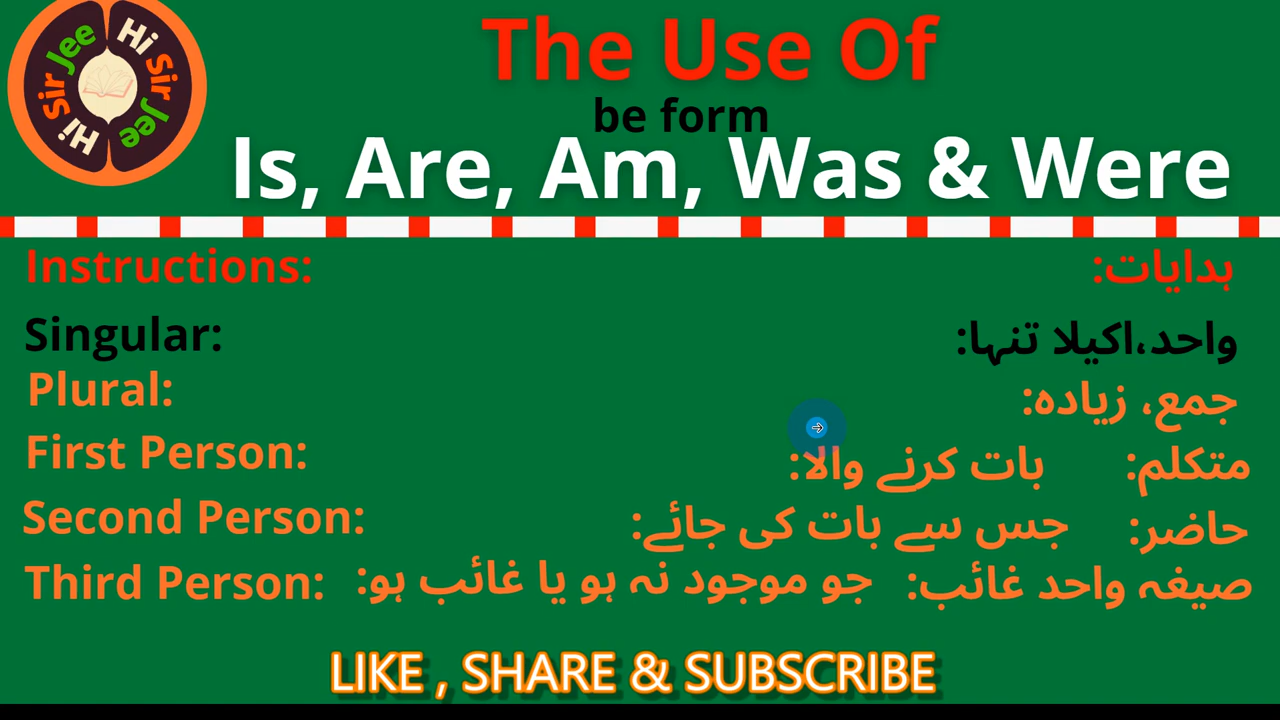 Hi Sir Jee Hi Sir Jee
The Use Of
be form
Is, Are, Am, Was & Were
Instructions: ہدایات:
Singular: واحد،اکیلا تنہا:
Plural: جمع، زیادہ:
First Person: متکلم: بات کرنے والا:
Second Person: حاضر: جس سے بات کی جائے:
Third Person: صیغہ واحد غائب: جو موجود نہ ہو یا غائب ہو:
LIKE , SHARE & SUBSCRIBE